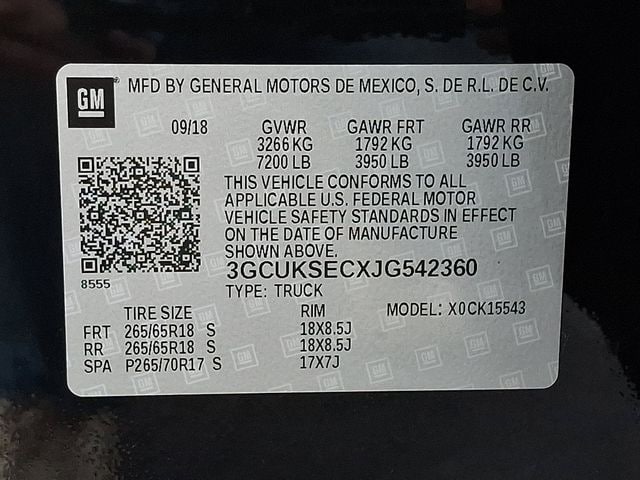 GM MFD BY GENERAL MOTORS DE MEXICO, S. DE R.L. DE C.V.
09/18 GVWR GAWR FRT GAWR RR
3266 KG 1792 KG 1792 KG
7200 LB 3950 LB 3950 LB
THIS VEHICLE CONFORMS TO ALL
APPLICABLE U.S. FEDERAL MOTOR
VEHICLE SAFETY STANDARDS IN EFFECT
ON THE DATE OF MANUFACTURE
SHOWN ABOVE.
3GCUKSECXJG542360
8555
TYPE: TRUCK
TIRE SIZE RIM MODEL: X0CK15543
FRT 265/65R18 S 18X8.5J
RR 265/65R18 S 18X8.5J
SPA P265/70R17 S 17X7J